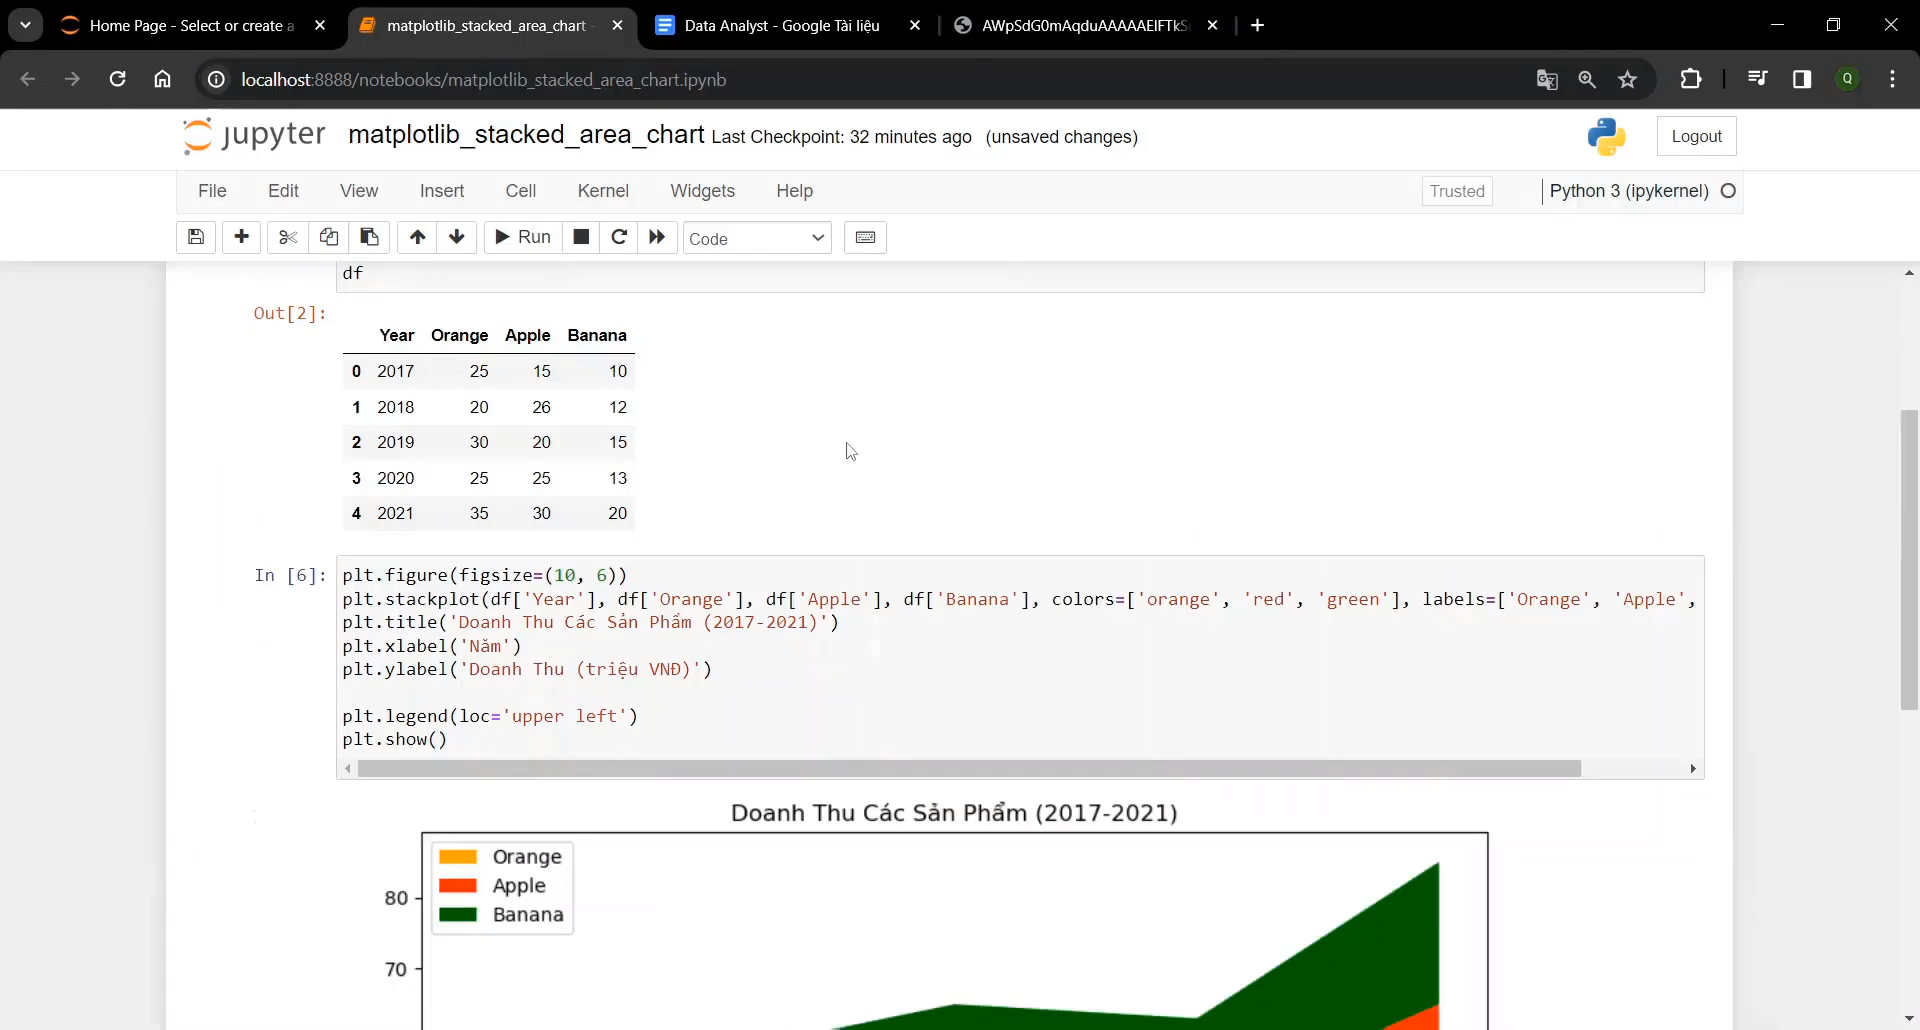 Home Page - Select or create a
matplotlib_stacked_area_chart -
Data Analyst - Google Tài liệu
localhost:8888/notebooks/matplotlib_stacked_area_chart.ipynb
Q
jupyter matplotlib_stacked_area_chart Last Checkpoint: 32 minutes ago (unsaved changes)
Logout
File Edit View Insert Cell Kernel Widgets Help
Trusted
Python 3 (ipykernel)
Run
Code
df
Out[2]:
Year Orange Apple Banana
0 2017 25 15 10
1 2018 20 26 12
2 2019 30 20 15
3 2020 25 25 13
4 2021 35 30 20
In [6]:
plt.figure(figsize=(10, 6))
plt.stackplot(df['Year'], df['Orange'], df['Apple'], df['Banana'], colors=['orange', 'red', 'green'], labels=['Orange', 'Apple',
plt.title('Doanh Thu Các Sản Phẩm (2017-2021)')
plt.xlabel('Năm')
plt.ylabel('Doanh Thu (triệu VNĐ)')
plt.legend(loc='upper left')
plt.show()
Doanh Thu Các Sản Phẩm (2017-2021)
Orange
Apple
Banana
80
70